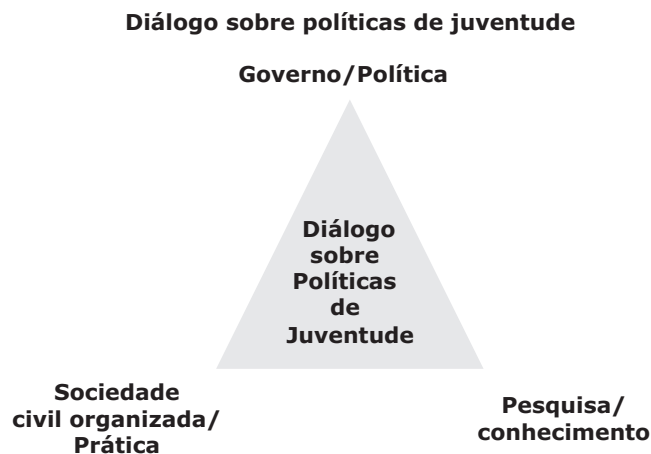 Diálogo sobre políticas de juventude
Governo/Política
Diálogo
sobre
Políticas
de
Juventude
Sociedade
civil organizada/
Prática
Pesquisa/
conhecimento